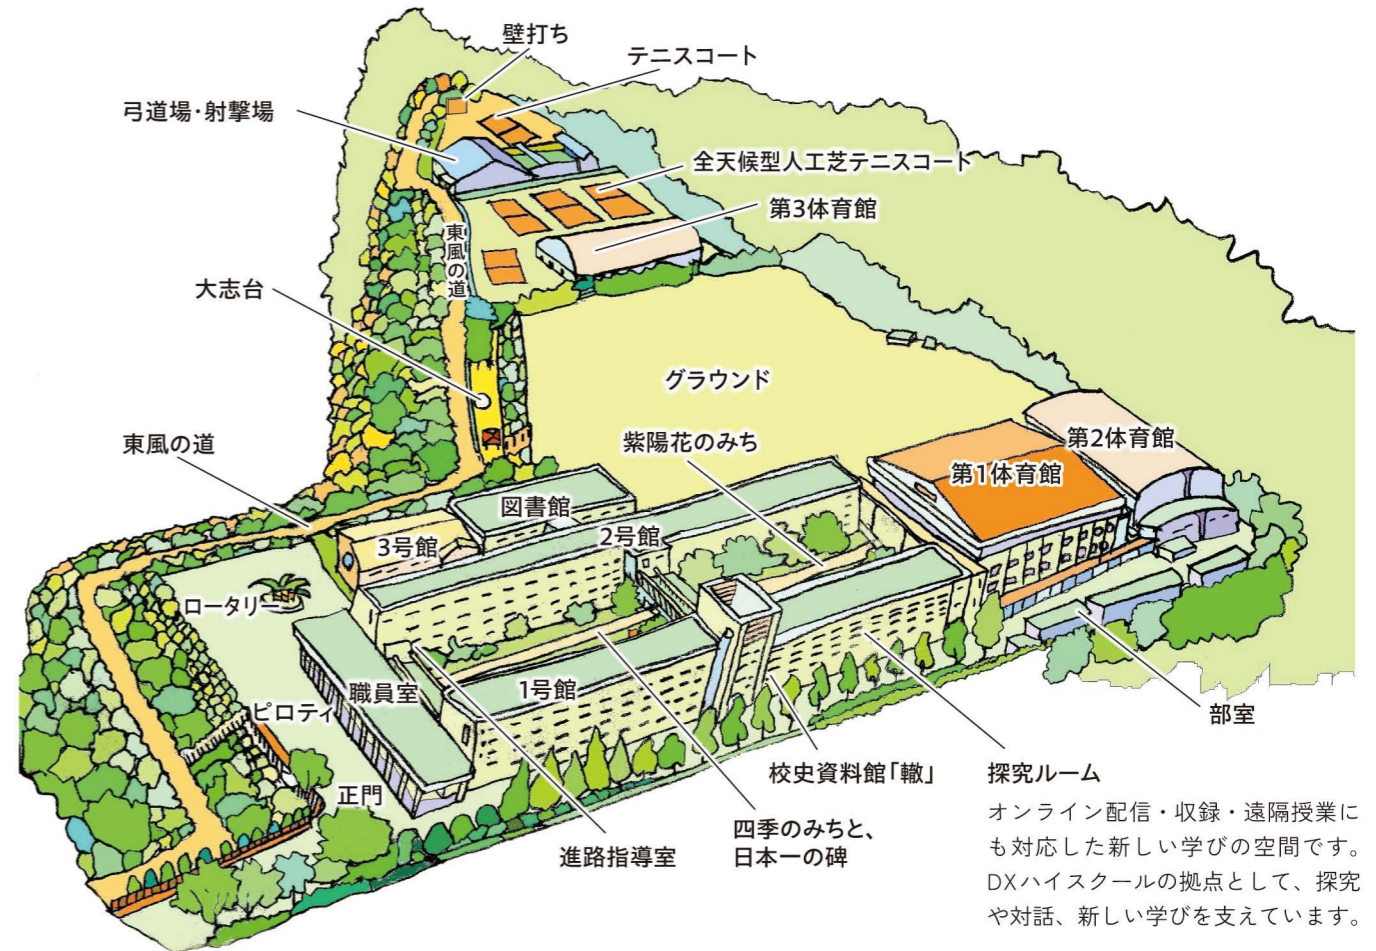 壁打ち
テニスコート
弓道場・射撃場
全天候型人工芝テニスコート
第3体育館
東風の道
大志台
グラウンド
東風の道
紫陽花のみち
第2体育館
第1体育館
図書館
2号館
3号館
ロータリー
職員室
1号館
ピロティ
正門
部室
校史資料館「轍」
四季のみちと、
日本一の碑
進路指導室
探究ルーム
オンライン配信・収録・遠隔授業に
も対応した新しい学びの空間です。
DXハイスクールの拠点として、探究
や対話、新しい学びを支えています。